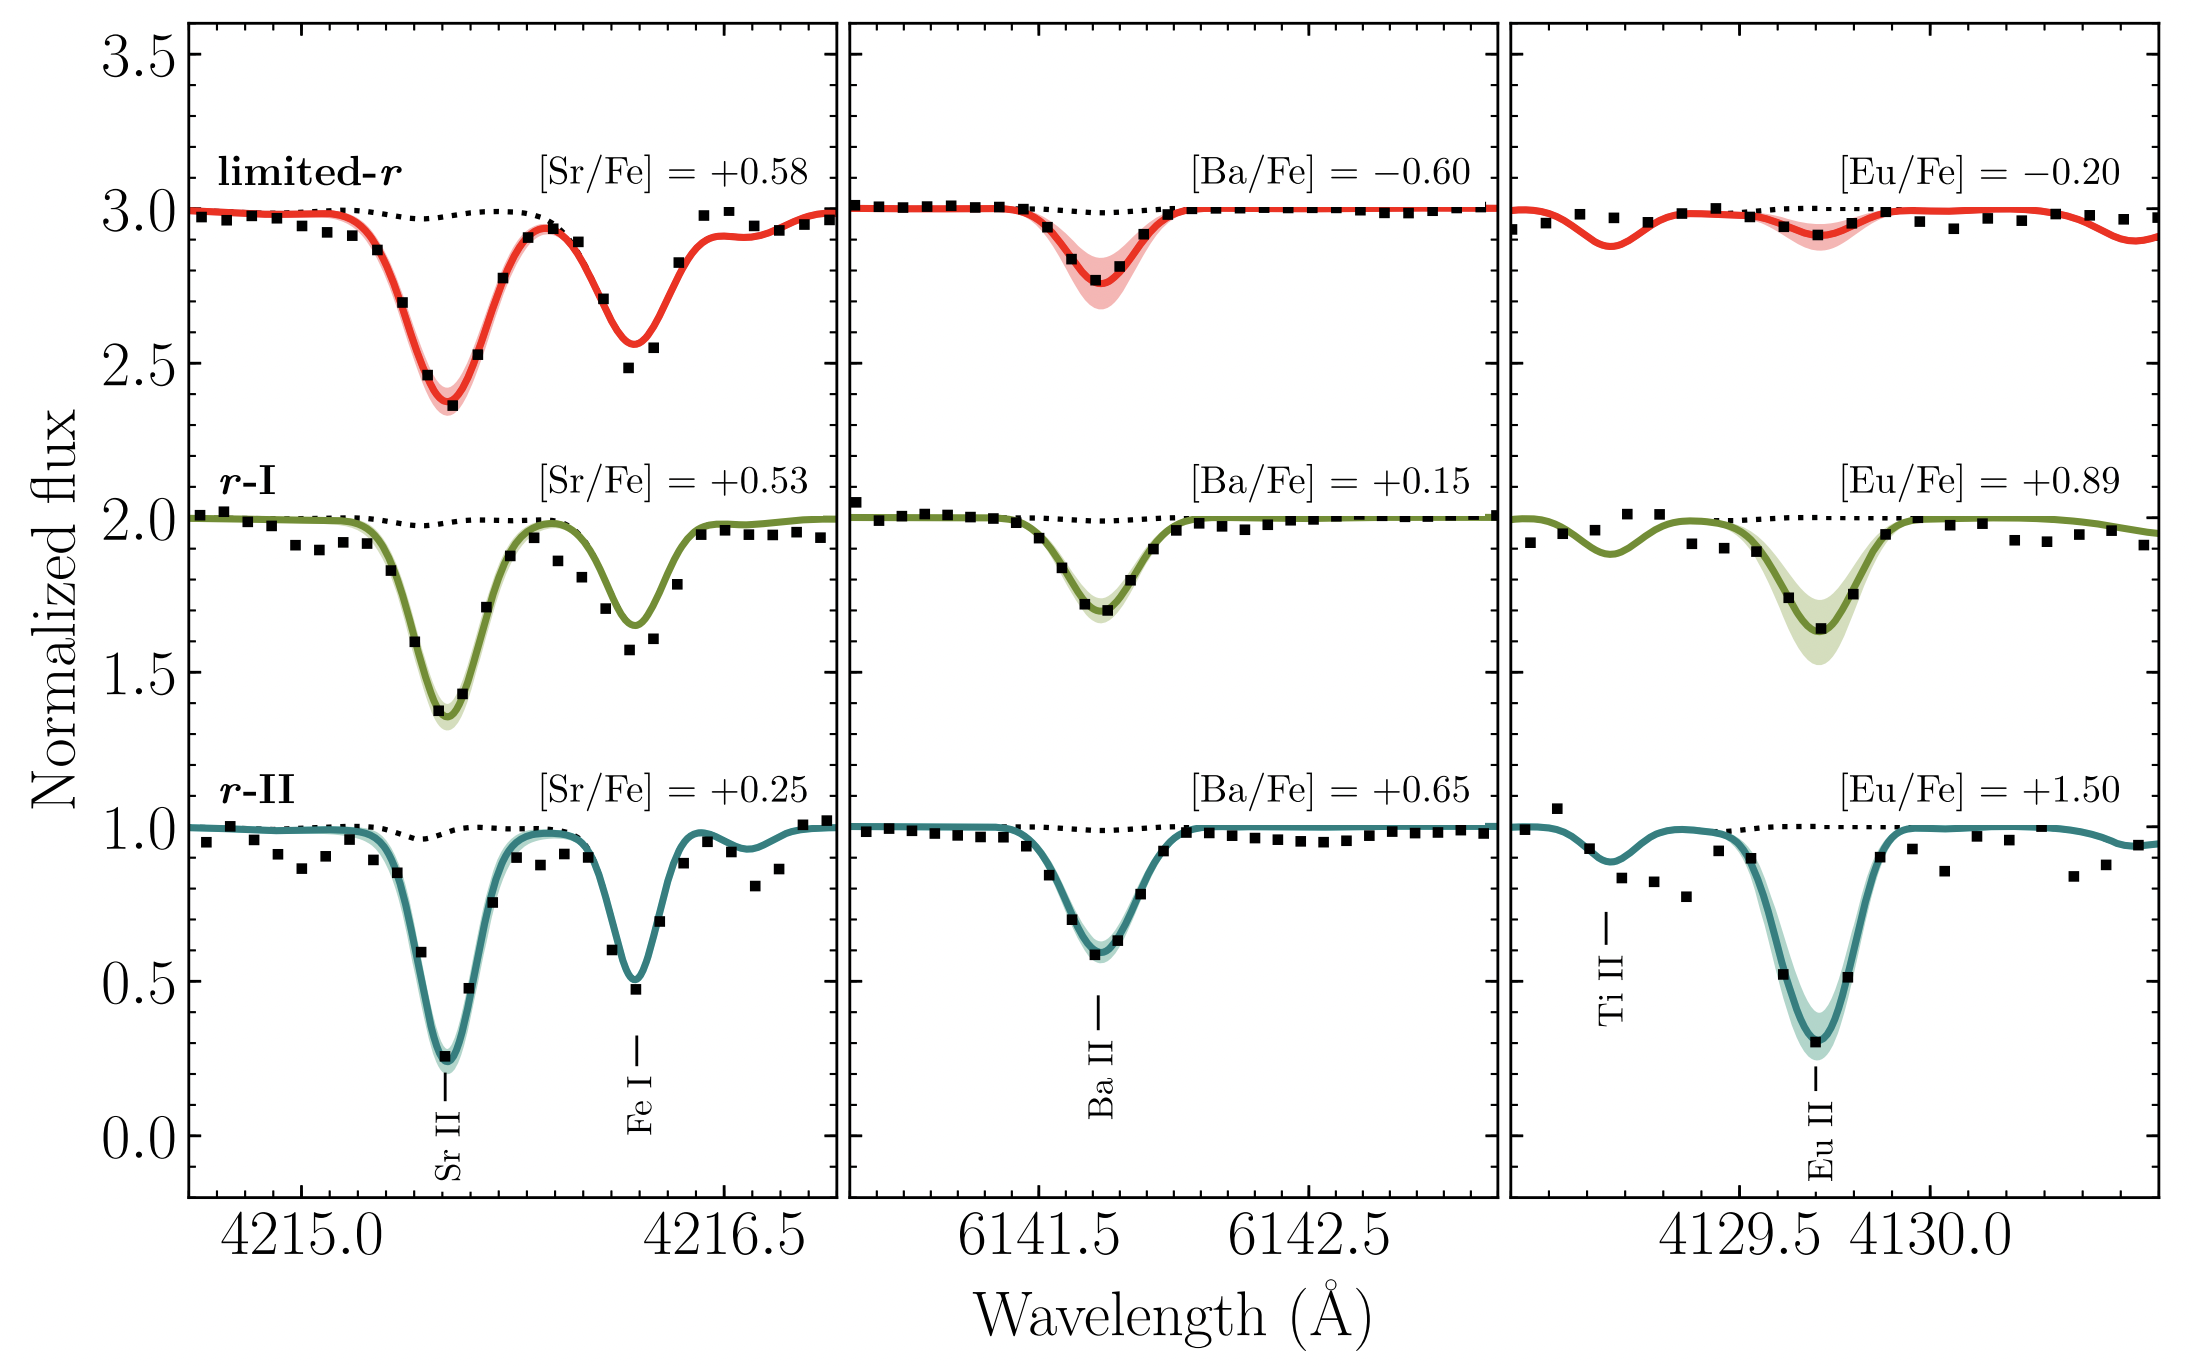 3.5
limited-r
[Sr/Fe] = +0.58
[Ba/Fe] = −0.60
[Eu/Fe] = −0.20
3.0
2.5
r-I
[Sr/Fe] = +0.53
[Ba/Fe] = +0.15
[Eu/Fe] = +0.89
2.0
1.5
r-II
[Sr/Fe] = +0.25
[Ba/Fe] = +0.65
[Eu/Fe] = +1.50
1.0
0.5
0.0
Normalized flux
Sr II
Fe I
Ba II
Ti II
Eu II
4215.0
4216.5
6141.5
6142.5
4129.5
4130.0
Wavelength (Å)